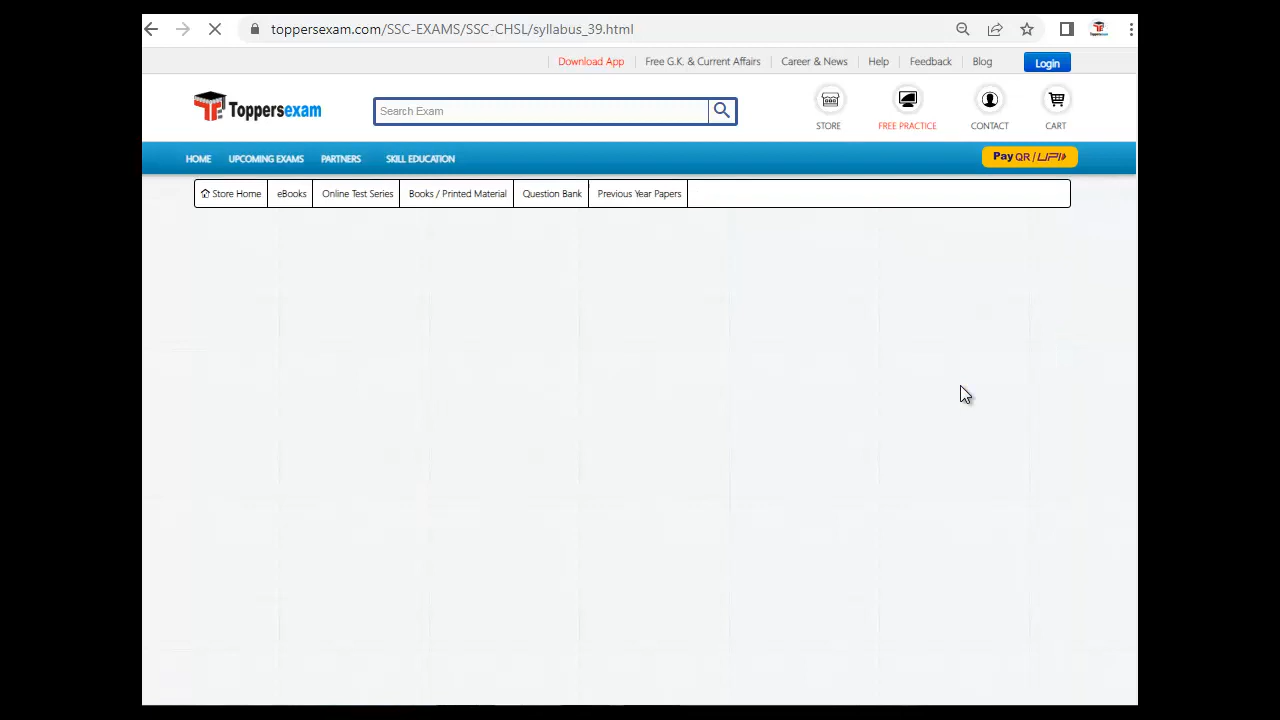 toppersexam.com/SSC-EXAMS/SSC-CHSL/syllabus_39.html
Download App Free G.K. & Current Affairs Career & News Help Feedback Blog Login
Toppersexam
Search Exam
STORE FREE PRACTICE CONTACT CART
HOME UPCOMING EXAMS PARTNERS SKILL EDUCATION Pay QR / UPI
Store Home eBooks Online Test Series Books / Printed Material Question Bank Previous Year Papers